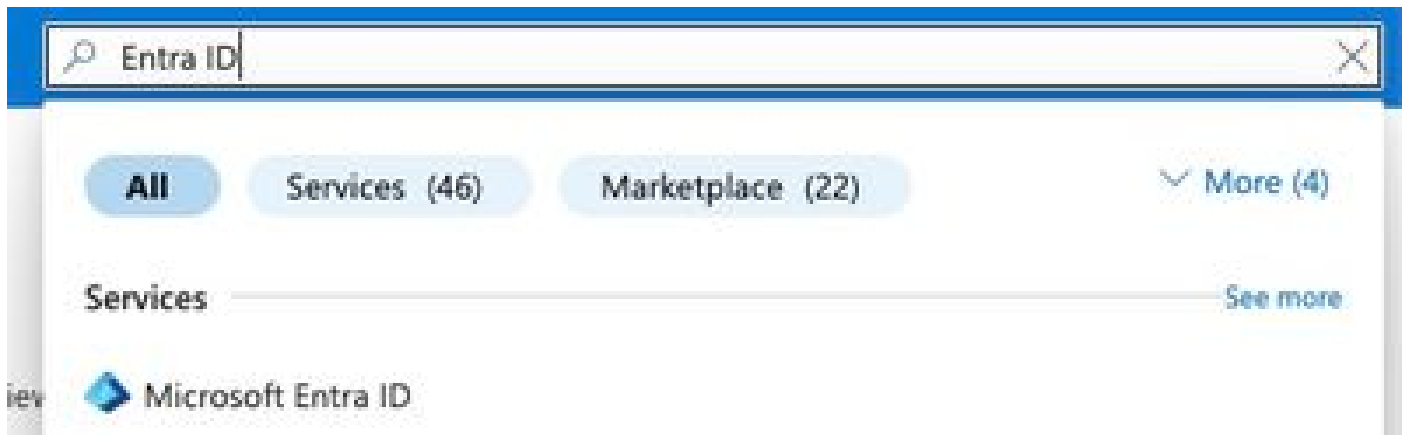 Entra ID
All Services (46) Marketplace (22) More (4)
Services See more
Microsoft Entra ID